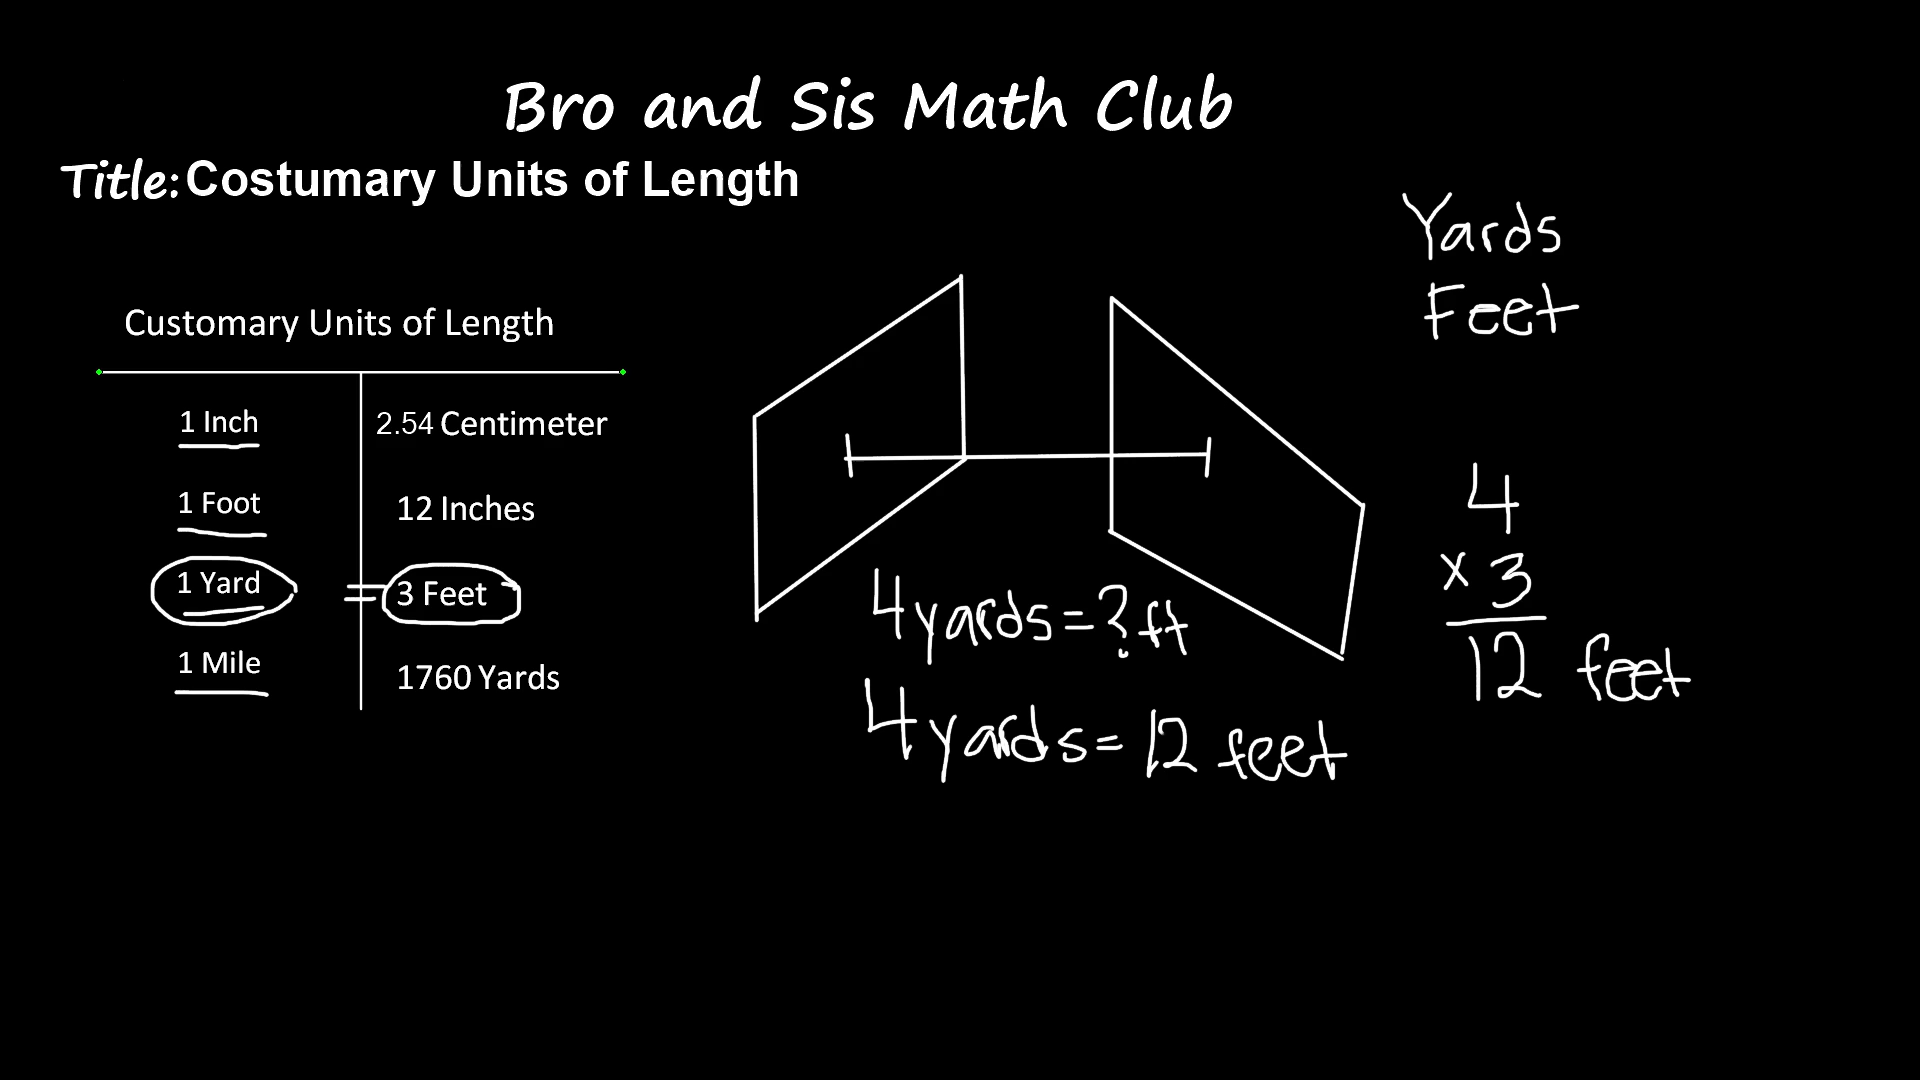 Bro and Sis Math Club
Title: Costumary Units of Length
Customary Units of Length
1 Inch 2.54 Centimeter
1 Foot 12 Inches
1 Yard = 3 Feet
1 Mile 1760 Yards
4 yards = ? ft
4 yards = 12 feet
Yards
Feet
4
x 3
12 feet